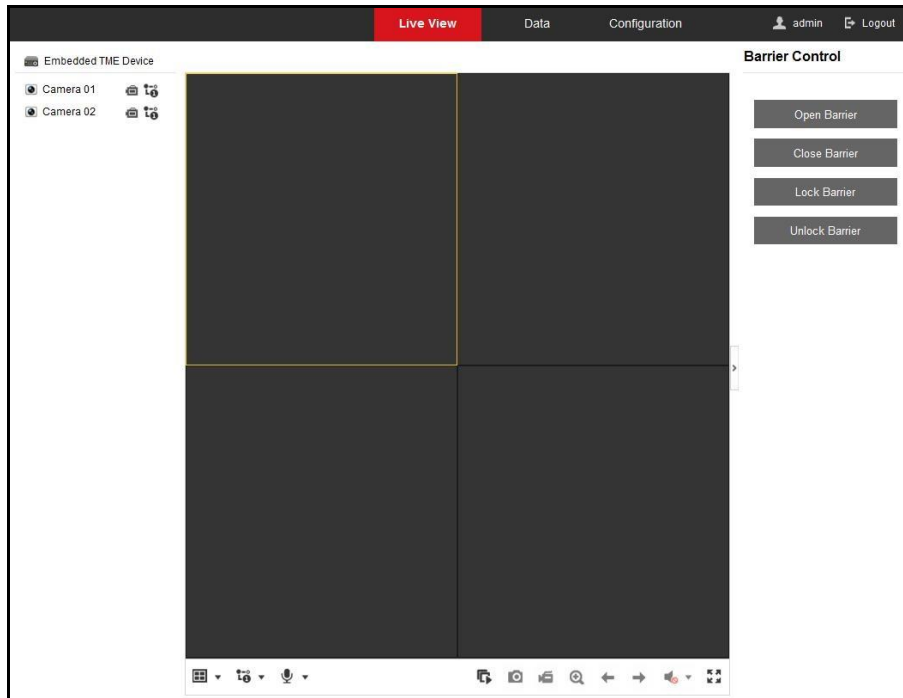 Live View Data Configuration admin Logout
Embedded TME Device
Camera 01
Camera 02
Barrier Control
Open Barrier
Close Barrier
Lock Barrier
Unlock Barrier